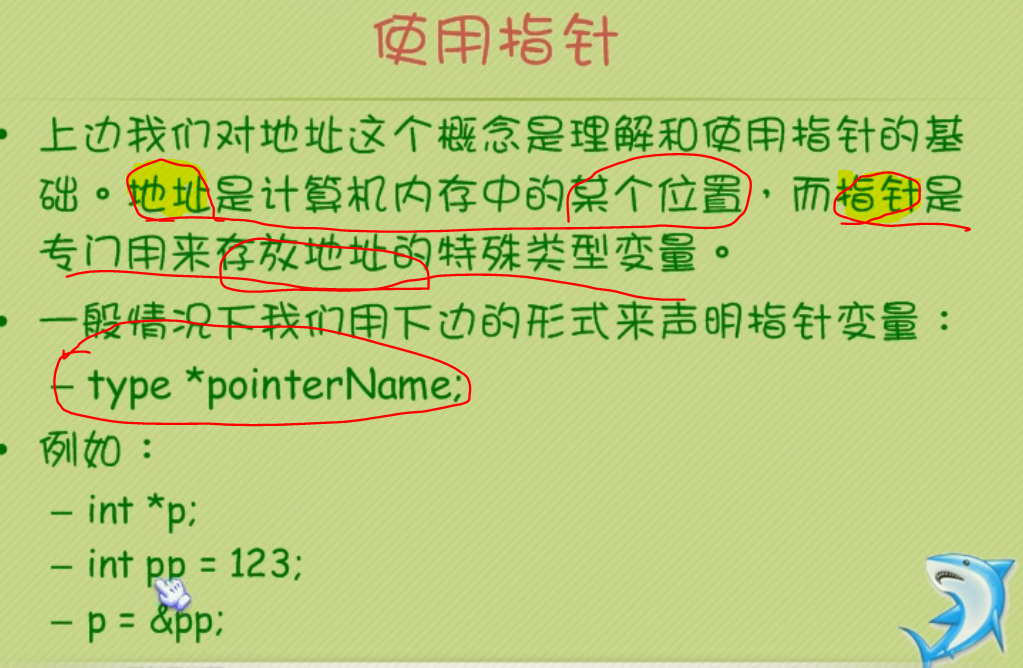 使用指针
• 上边我们对地址这个概念是理解和使用指针的基
础。地址是计算机内存中的某个位置，而指针是
专门用来存放地址的特殊类型变量。
• 一般情况下我们用下边的形式来声明指针变量：
– type *pointerName;
• 例如：
– int *p;
– int pp = 123;
– p = &pp;